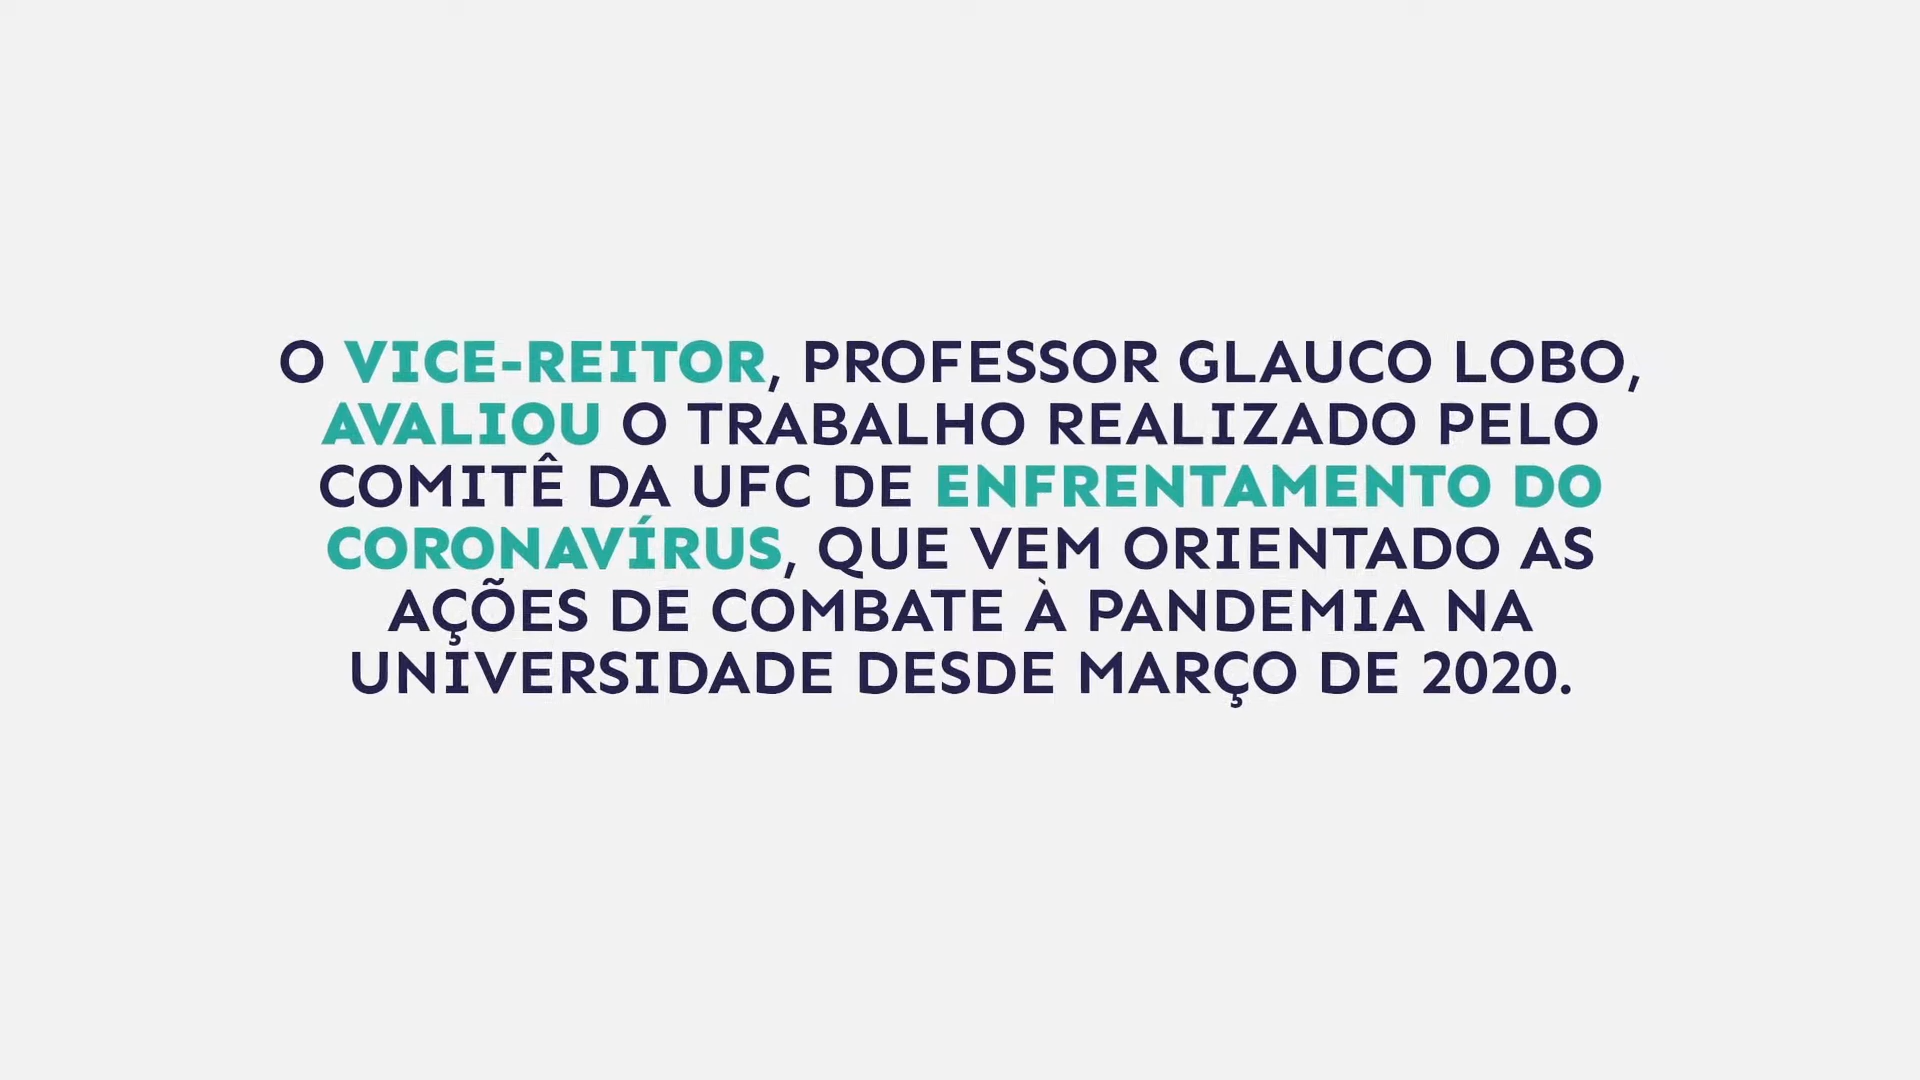 O VICE-REITOR, PROFESSOR GLAUCO LOBO,
AVALIOU O TRABALHO REALIZADO PELO
COMITÊ DA UFC DE ENFRENTAMENTO DO
CORONAVÍRUS, QUE VEM ORIENTADO AS
AÇÕES DE COMBATE À PANDEMIA NA
UNIVERSIDADE DESDE MARÇO DE 2020.